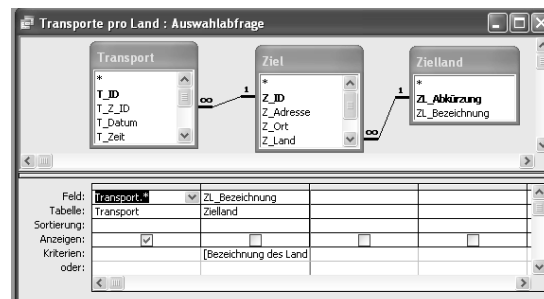 Transporte pro Land : Auswahlabfrage
Transport
*
T_ID
T_Z_ID
T_Datum
T_Zeit
∞
1
Ziel
*
Z_ID
Z_Adresse
Z_Ort
Z_Land
∞
1
Zielland
*
ZL_Abkürzung
ZL_Bezeichnung
Feld: Transport.* ZL_Bezeichnung
Tabelle: Transport Zielland
Sortierung:
Anzeigen:
Kriterien: [Bezeichnung des Land
oder: